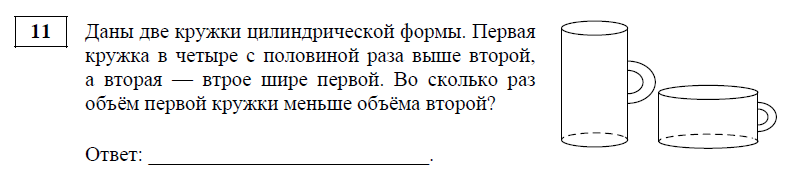 11
Даны две кружки цилиндрической формы. Первая
кружка в четыре с половиной раза выше второй,
а вторая — втрое шире первой. Во сколько раз
объём первой кружки меньше объёма второй?
Ответ: ___________________________.